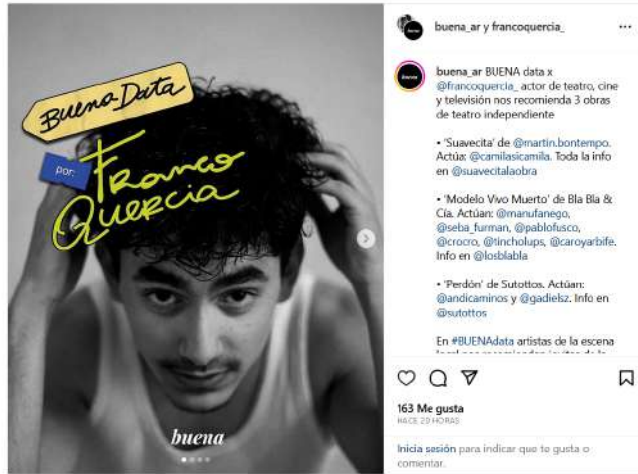 Buena-Data
por:
Franco
Quercia
buena
buena_ar y francoquercia_
buena_ar BUENA data x
@francoquercia_ actor de teatro, cine
y televisión nos recomienda 3 obras
de teatro independiente
• 'Suavecita' de @martin.bontempo.
Actúa: @camilasicamila. Toda la info
en @suavecitalaobra
• 'Modelo Vivo Muerto' de Bla Bla &
Cía. Actúan: @manufanego,
@seba_furman, @pablofusco,
@crocro, @tincholups, @caroyarbife.
Info en @losblabla
• 'Perdón' de Sutottos. Actúan:
@andicaminos y @gadielsz. Info en
@sutottos
En #BUENAdata artistas de la escena
163 Me gusta
HACE 20 HORAS
Inicia sesión para indicar que te gusta o
comentar.